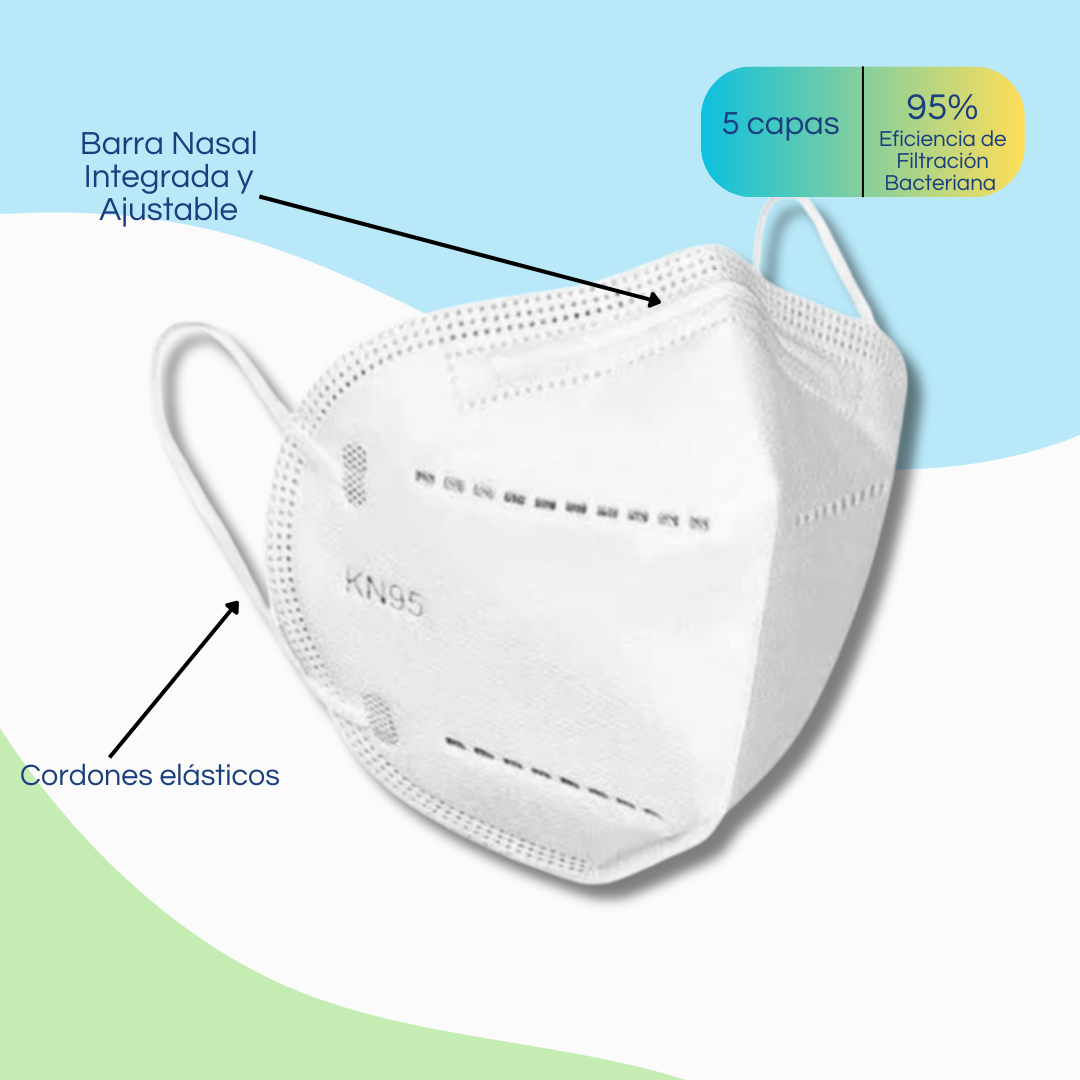 5 capas
95%
Eficiencia de
Filtración
Bacteriana
Barra Nasal
Integrada y
Ajustable
KN95
Cordones elásticos